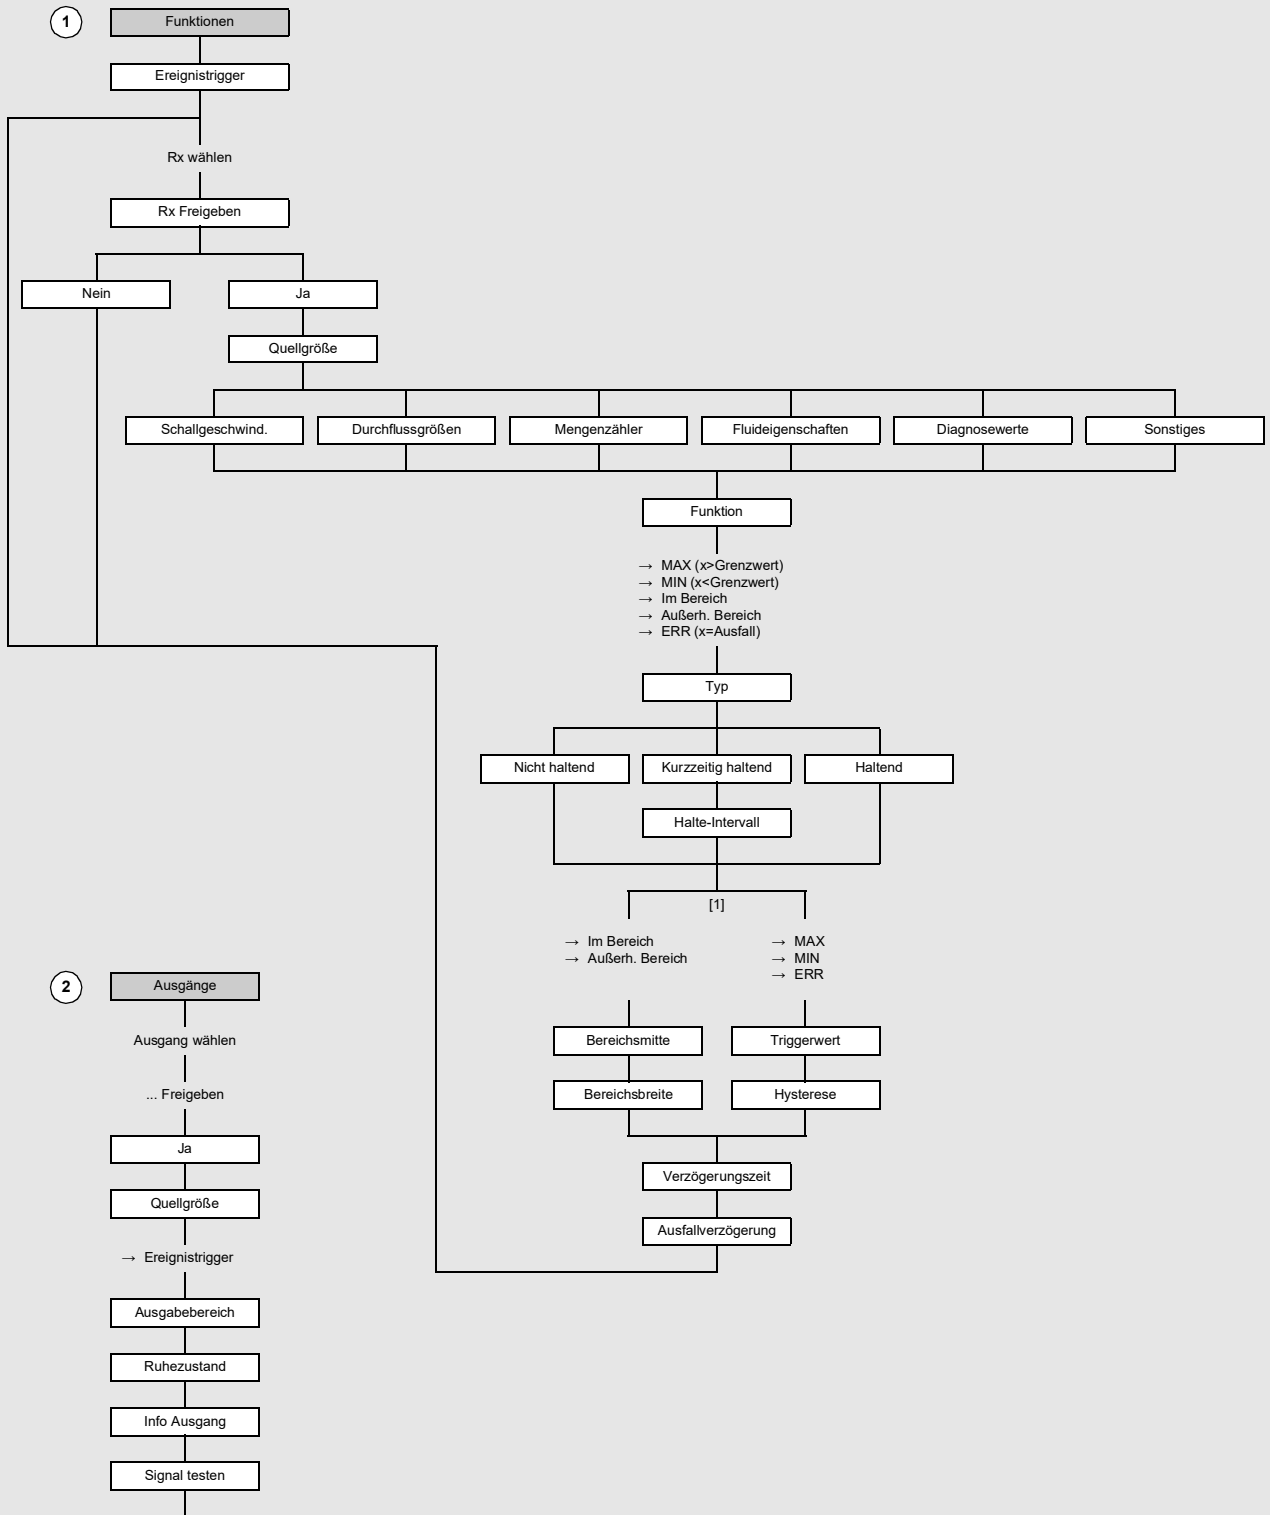 1
Funktionen
Ereignistrigger
Rx wählen
Rx Freigeben
Nein
Ja
Quellgröße
Schallgeschwind.
Durchflussgrößen
Mengenzähler
Fluideigenschaften
Diagnosewerte
Sonstiges
Funktion
→ MAX (x>Grenzwert)
→ MIN (x<Grenzwert)
→ Im Bereich
→ Außerh. Bereich
→ ERR (x=Ausfall)
Typ
Nicht haltend
Kurzzeitig haltend
Haltend
Halte-Intervall
[1]
→ Im Bereich
→ Außerh. Bereich
→ MAX
→ MIN
→ ERR
Bereichsmitte
Triggerwert
Bereichsbreite
Hysterese
Verzögerungszeit
Ausfallverzögerung
2
Ausgänge
Ausgang wählen
... Freigeben
Ja
Quellgröße
→ Ereignistrigger
Ausgabebereich
Ruhezustand
Info Ausgang
Signal testen